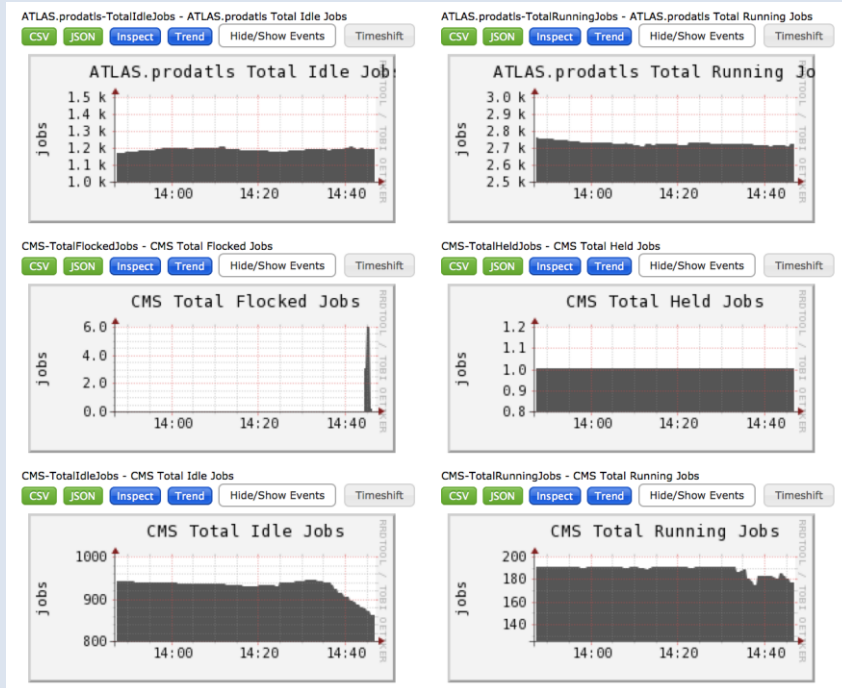 ATLAS.prodatls-TotalIdleJobs - ATLAS.prodatls Total Idle Jobs
CSV JSON Inspect Trend Hide/Show Events Timeshift
ATLAS.prodatls Total Idle Jobs
jobs
1.5 k
1.4 k
1.3 k
1.2 k
1.1 k
1.0 k
14:00 14:20 14:40
RRDTOOL / TOBI OETIKER
ATLAS.prodatls-TotalRunningJobs - ATLAS.prodatls Total Running Jobs
CSV JSON Inspect Trend Hide/Show Events Timeshift
ATLAS.prodatls Total Running Jo
jobs
3.0 k
2.9 k
2.8 k
2.7 k
2.6 k
2.5 k
14:00 14:20 14:40
RRDTOOL / TOBI OETIKER
CMS-TotalFlockedJobs - CMS Total Flocked Jobs
CSV JSON Inspect Trend Hide/Show Events Timeshift
CMS Total Flocked Jobs
jobs
6.0
4.0
2.0
0.0
14:00 14:20 14:40
RRDTOOL / TOBI OETIKER
CMS-TotalHeldJobs - CMS Total Held Jobs
CSV JSON Inspect Trend Hide/Show Events Timeshift
CMS Total Held Jobs
jobs
1.2
1.1
1.0
0.9
0.8
14:00 14:20 14:40
RRDTOOL / TOBI OETIKER
CMS-TotalIdleJobs - CMS Total Idle Jobs
CSV JSON Inspect Trend Hide/Show Events Timeshift
CMS Total Idle Jobs
jobs
1000
900
800
14:00 14:20 14:40
RRDTOOL / TOBI OETIKER
CMS-TotalRunningJobs - CMS Total Running Jobs
CSV JSON Inspect Trend Hide/Show Events Timeshift
CMS Total Running Jobs
jobs
200
180
160
140
14:00 14:20 14:40
RRDTOOL / TOBI OETIKER